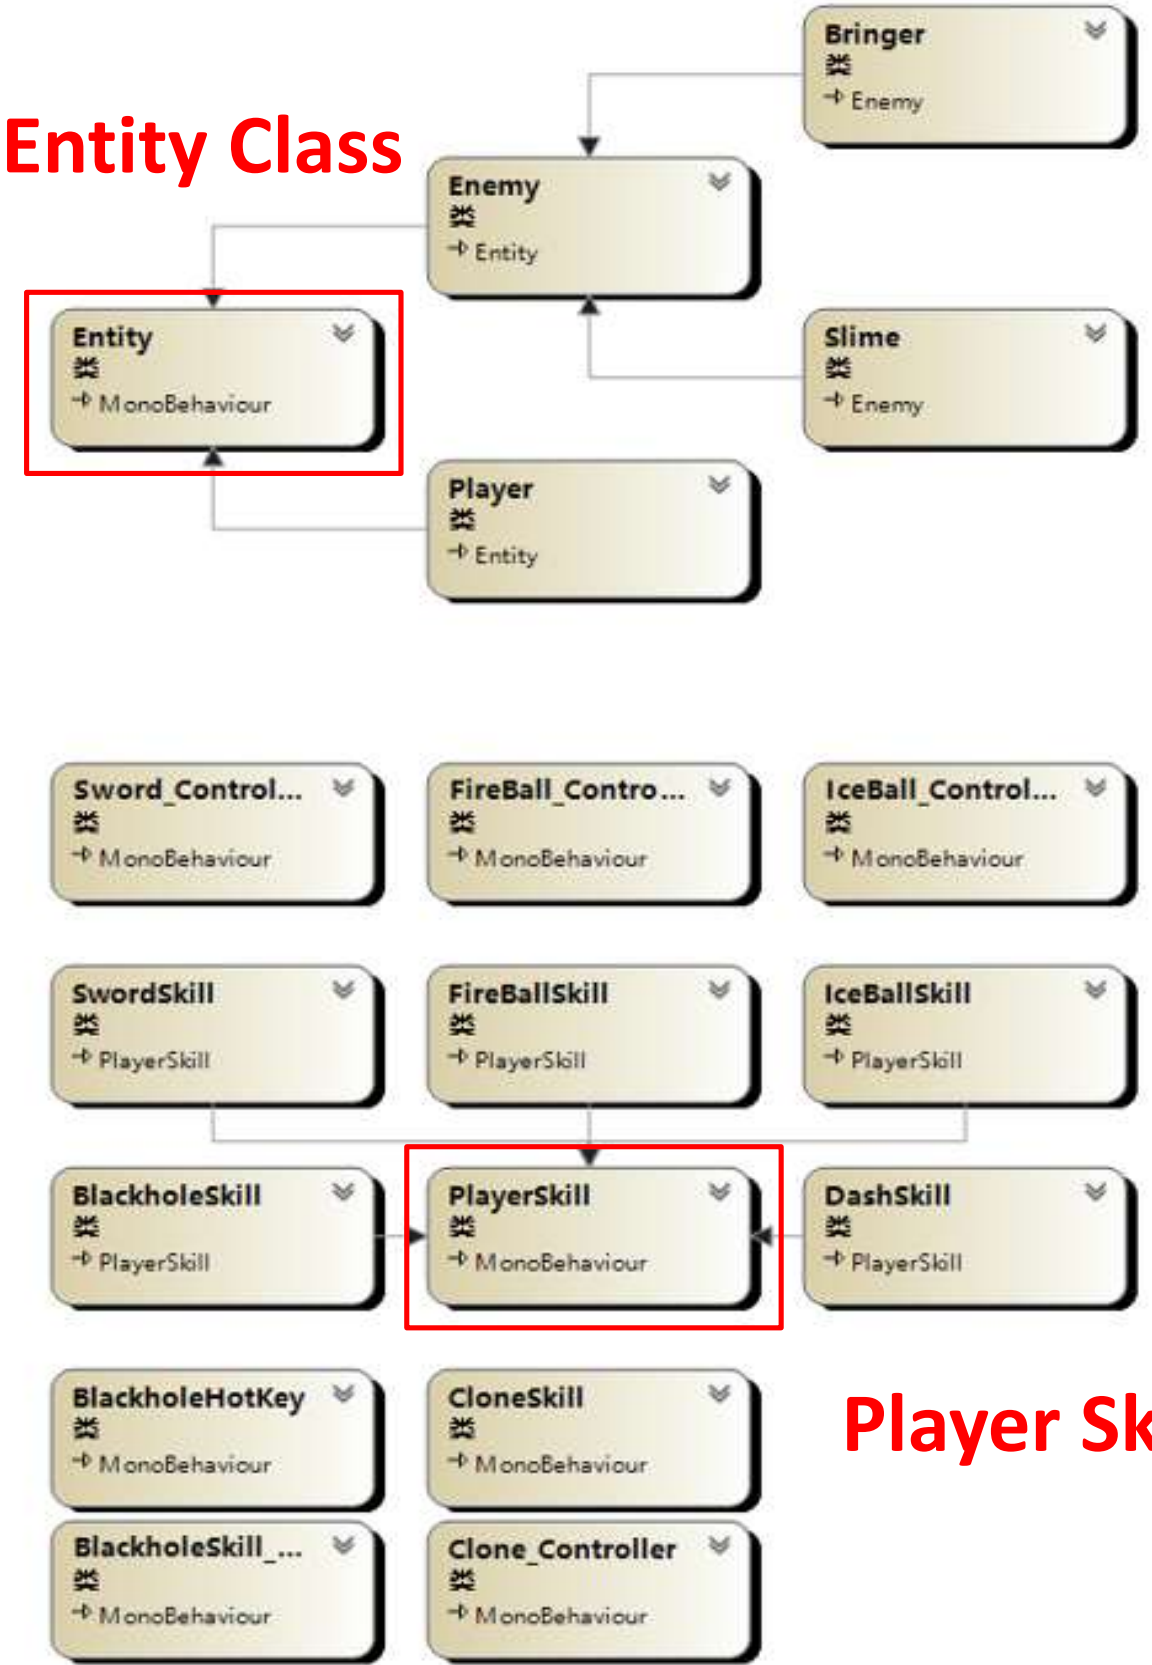 Entity Class
Bringer
Enemy
Enemy
Entity
Entity
MonoBehaviour
Slime
Enemy
Player
Entity
Sword_Control...
MonoBehaviour
FireBall_Contro...
MonoBehaviour
IceBall_Control...
MonoBehaviour
SwordSkill
PlayerSkill
FireBallSkill
PlayerSkill
IceBallSkill
PlayerSkill
BlackholeSkill
PlayerSkill
PlayerSkill
MonoBehaviour
DashSkill
PlayerSkill
BlackholeHotKey
MonoBehaviour
CloneSkill
MonoBehaviour
Player Sk
BlackholeSkill_...
MonoBehaviour
Clone_Controller
MonoBehaviour